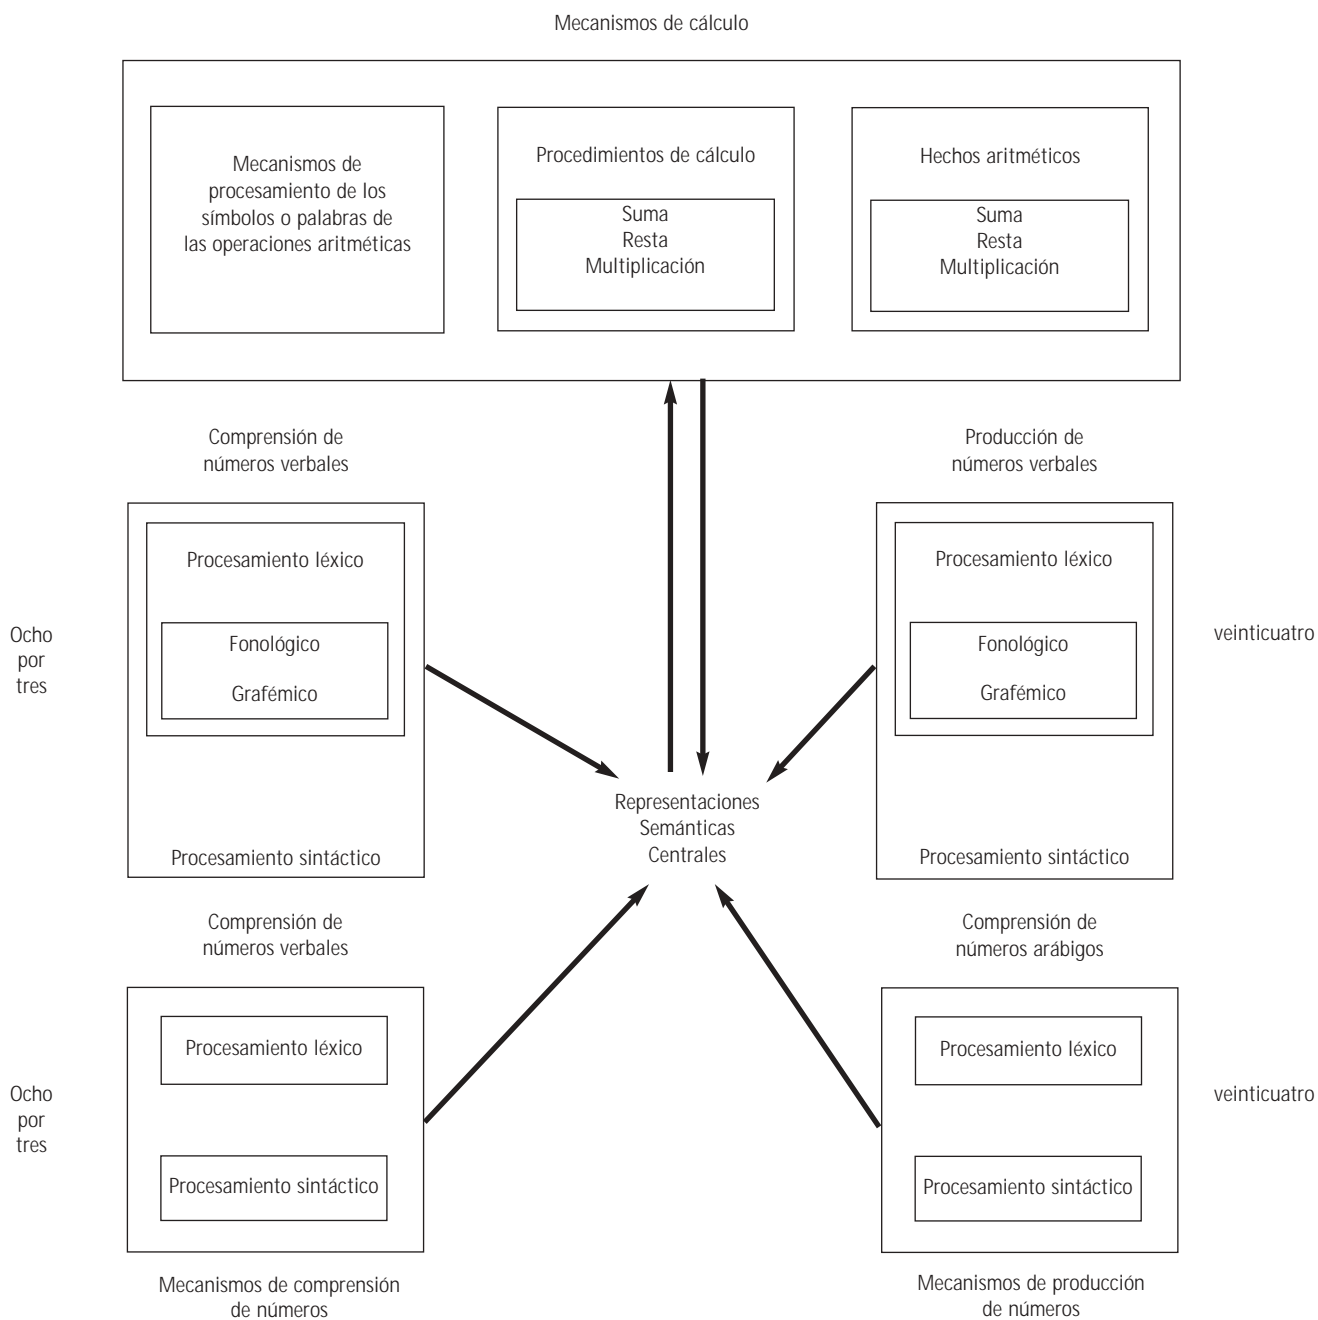 Mecanismos de cálculo
Mecanismos de
procesamiento de los
símbolos o palabras de
las operaciones aritméticas
Procedimientos de cálculo
Suma
Resta
Multiplicación
Hechos aritméticos
Suma
Resta
Multiplicación
Comprensión de
números verbales
Producción de
números verbales
Ocho
por
tres
Procesamiento léxico
Fonológico
Grafémico
Procesamiento sintáctico
Procesamiento léxico
Fonológico
Grafémico
Procesamiento sintáctico
veinticuatro
Representaciones
Semánticas
Centrales
Comprensión de
números verbales
Comprensión de
números arábigos
Ocho
por
tres
Procesamiento léxico
Procesamiento sintáctico
Procesamiento léxico
Procesamiento sintáctico
veinticuatro
Mecanismos de comprensión
de números
Mecanismos de producción
de números